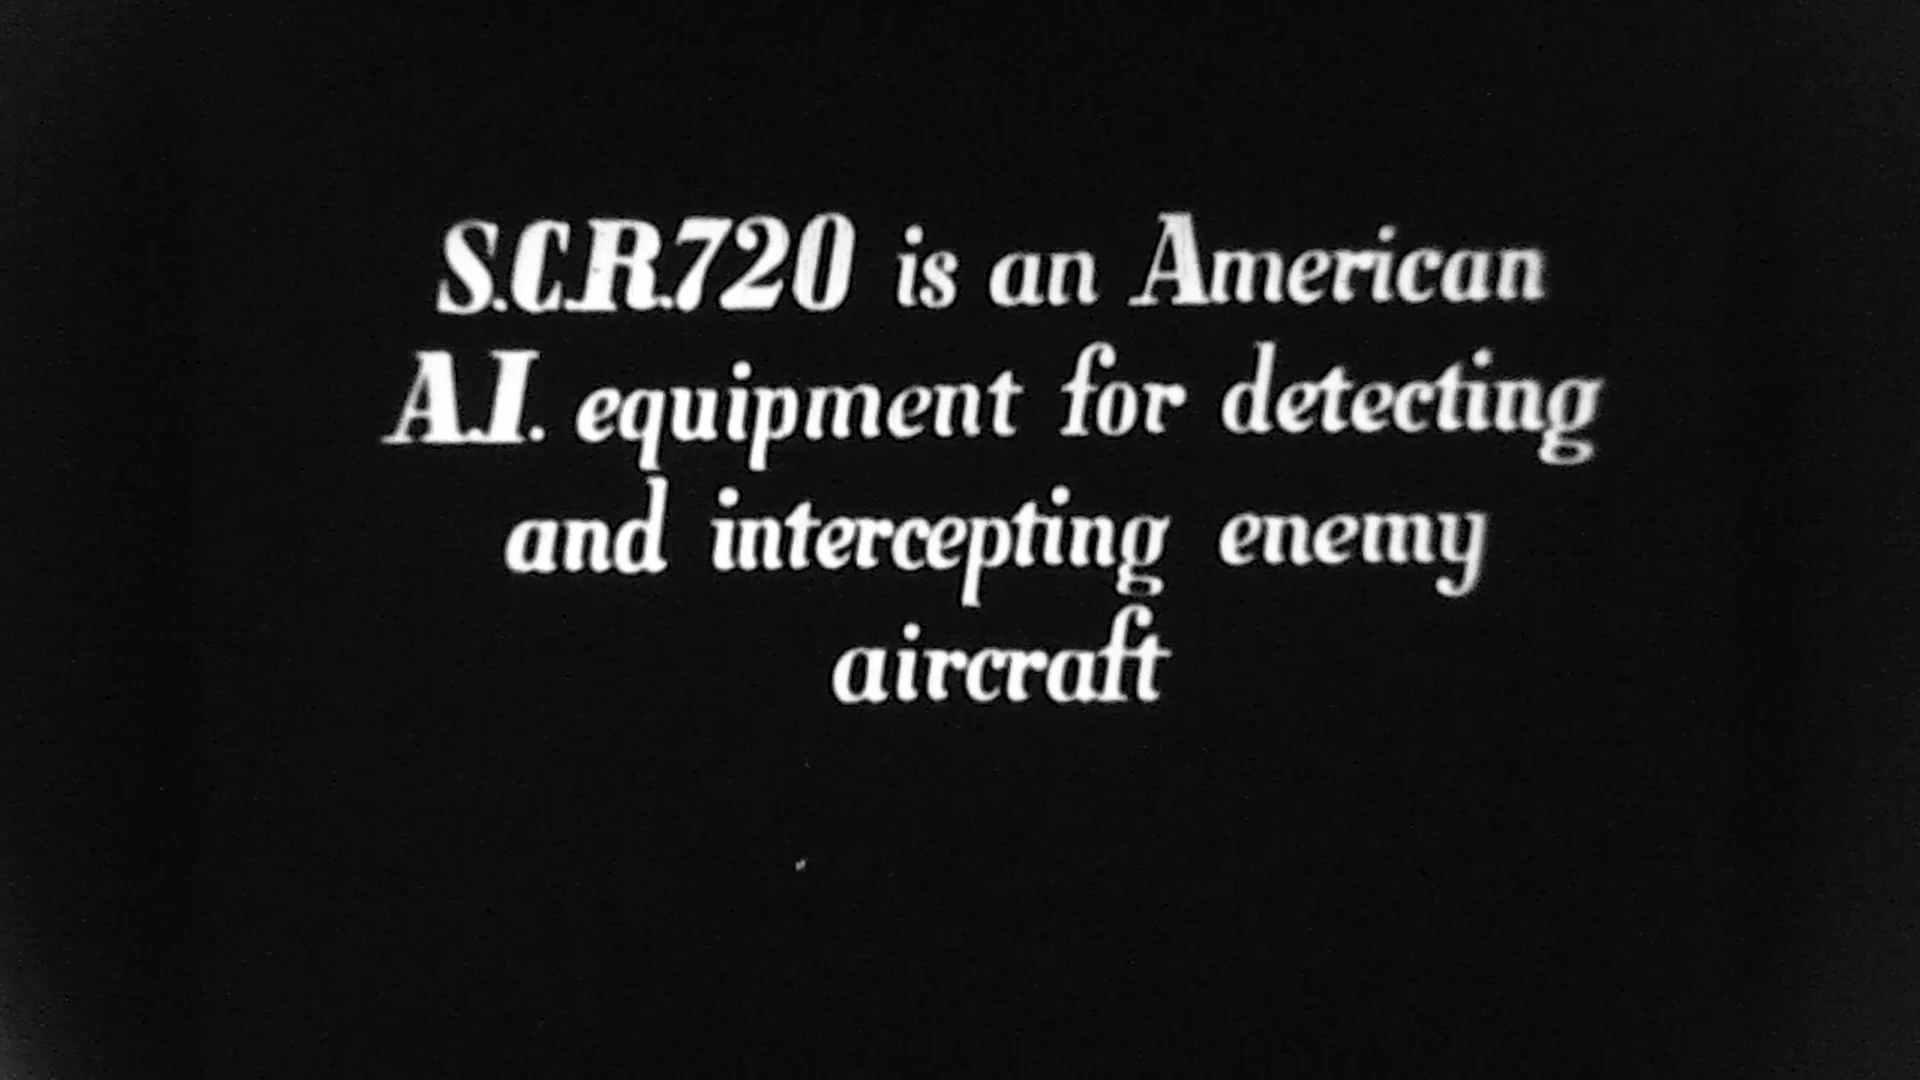 S.C.R.720 is an American
A.I. equipment for detecting
and intercepting enemy
aircraft